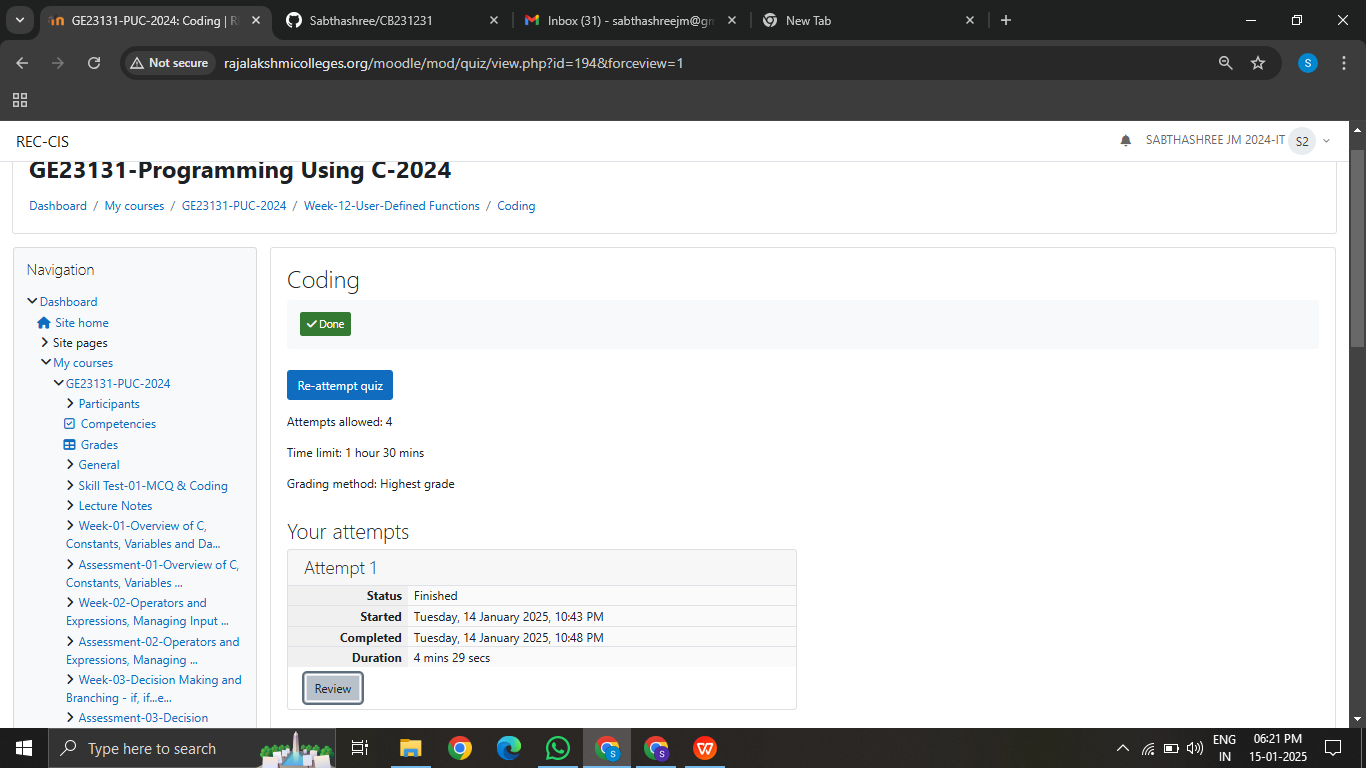 GE23131-PUC-2024: Coding | R
Sabthashree/CB231231
Inbox (31) - sabthashreejm@gm
New Tab
Not secure
rajalakshmicolleges.org/moodle/mod/quiz/view.php?id=194&forceview=1
S
REC-CIS
SABTHASHREE JM 2024-IT
S2
GE23131-Programming Using C-2024
Dashboard / My courses / GE23131-PUC-2024 / Week-12-User-Defined Functions / Coding
Navigation
Dashboard
Site home
Site pages
My courses
GE23131-PUC-2024
Participants
Competencies
Grades
General
Skill Test-01-MCQ & Coding
Lecture Notes
Week-01-Overview of C,
Constants, Variables and Da...
Assessment-01-Overview of C,
Constants, Variables ...
Week-02-Operators and
Expressions, Managing Input ...
Assessment-02-Operators and
Expressions, Managing ...
Week-03-Decision Making and
Branching - if, if...e...
Assessment-03-Decision
Coding
Done
Re-attempt quiz
Attempts allowed: 4
Time limit: 1 hour 30 mins
Grading method: Highest grade
Your attempts
Attempt 1
Status Finished
Started Tuesday, 14 January 2025, 10:43 PM
Completed Tuesday, 14 January 2025, 10:48 PM
Duration 4 mins 29 secs
Review
Type here to search
ENG
IN
06:21 PM
15-01-2025